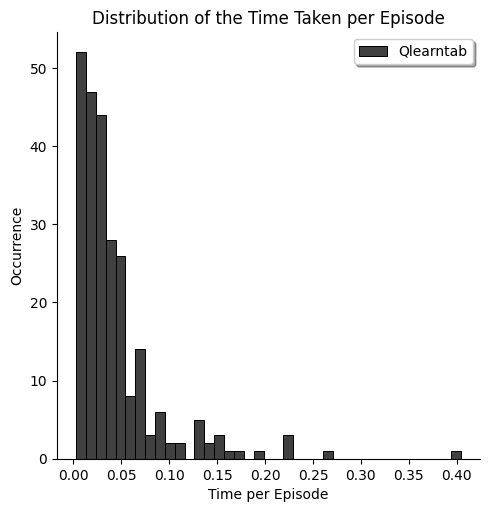 Distribution of the Time Taken per Episode
Qlearntab
50
40
30
20
10
0
Occurrence
0.00 0.05 0.10 0.15 0.20 0.25 0.30 0.35 0.40
Time per Episode